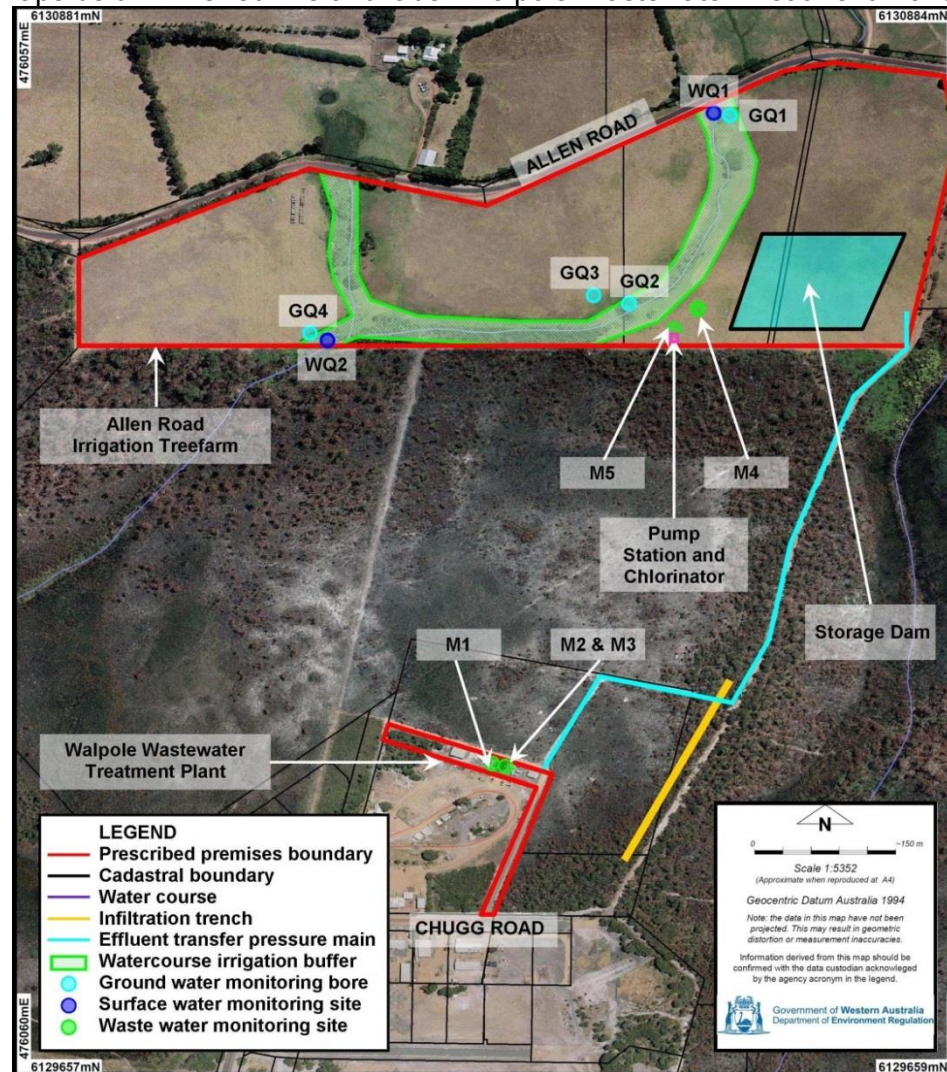 6130881mN
6130884mN
476057mE
WQ1
GQ1
ALLEN ROAD
GQ3
GQ2
GQ4
WQ2
Allen Road
Irrigation Treefarm
M5
M4
Pump
Station and
Chlorinator
Storage Dam
M1
M2 & M3
Walpole Wastewater
Treatment Plant
CHUGG ROAD
LEGEND
Prescribed premises boundary
Cadastral boundary
Water course
Infiltration trench
Effluent transfer pressure main
Watercourse irrigation buffer
Ground water monitoring bore
Surface water monitoring site
Waste water monitoring site
N
0 ~150 m
Scale 1:5352
(Approximate when reproduced at A4)
Geocentric Datum Australia 1994
Note: the data in this map have not been
projected. This may result in geometric
distortion or measurement inaccuracies.
Information derived from this map should be
confirmed with the data custodian acknowleged
by the agency acronym in the legend.
Government of Western Australia
Department of Environment Regulation
476060mE
6129657mN
6129659mN